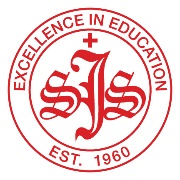 EXCELLENCE IN EDUCATION
SJS
EST. 1960